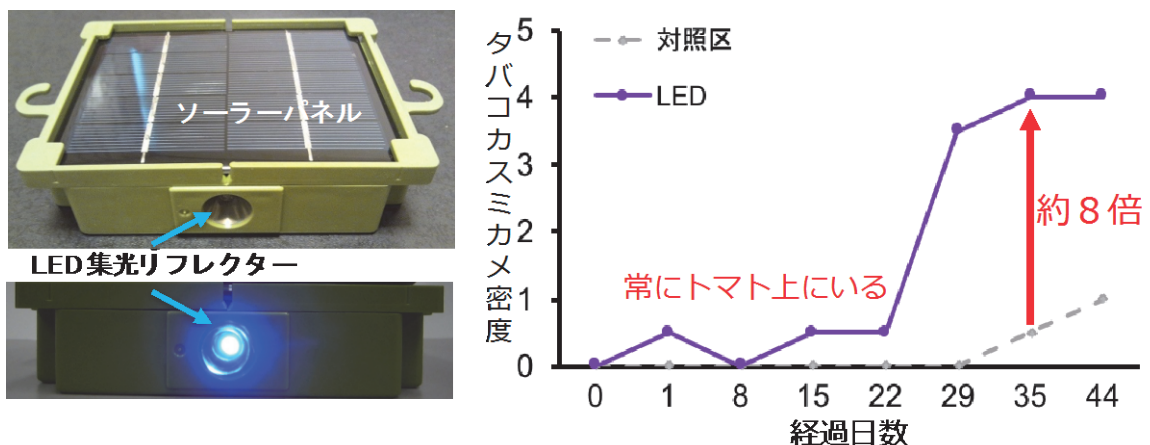 ソーラーパネル
LED集光リフレクター
タバコカスミカメ密度
5
4
3
2
1
0
対照区
LED
約8倍
常にトマト上にいる
0 1 8 15 22 29 35 44
経過日数